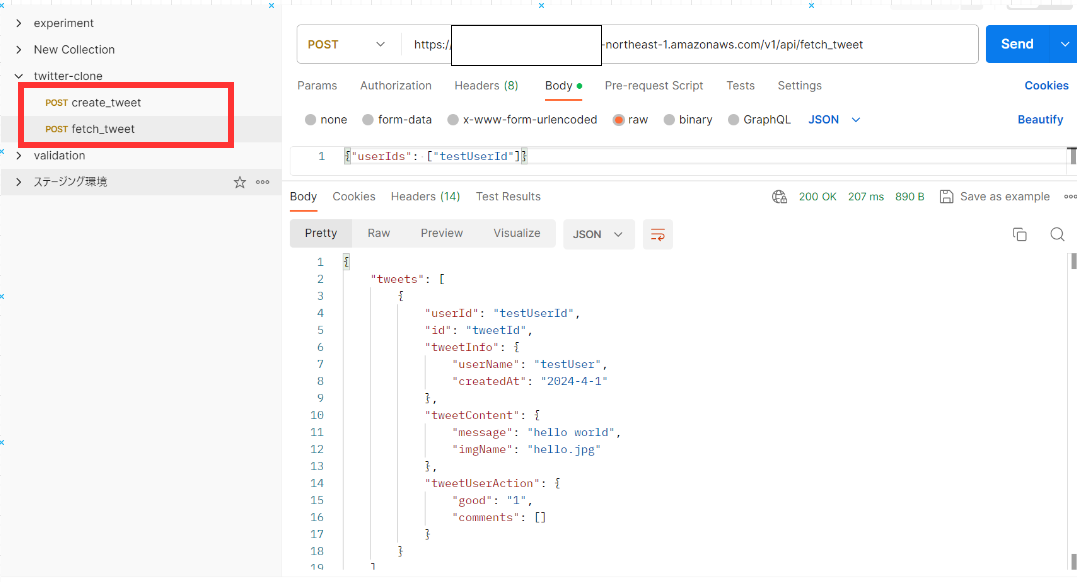 experiment
New Collection
twitter-clone
POST create_tweet
POST fetch_tweet
validation
ステージング環境
POST https:/ -northeast-1.amazonaws.com/v1/api/fetch_tweet Send
Params Authorization Headers (8) Body Pre-request Script Tests Settings Cookies
none form-data x-www-form-urlencoded raw binary GraphQL JSON Beautify
1 {"userIds": ["testUserId"]}
Body Cookies Headers (14) Test Results 200 OK 207 ms 890 B Save as example
Pretty Raw Preview Visualize JSON
1 {
2 "tweets": [
3 {
4 "userId": "testUserId",
5 "id": "tweetId",
6 "tweetInfo": {
7 "userName": "testUser",
8 "createdAt": "2024-4-1"
9 },
10 "tweetContent": {
11 "message": "hello world",
12 "imgName": "hello.jpg"
13 },
14 "tweetUserAction": {
15 "good": "1",
16 "comments": []
17 }
18 }
19 ]